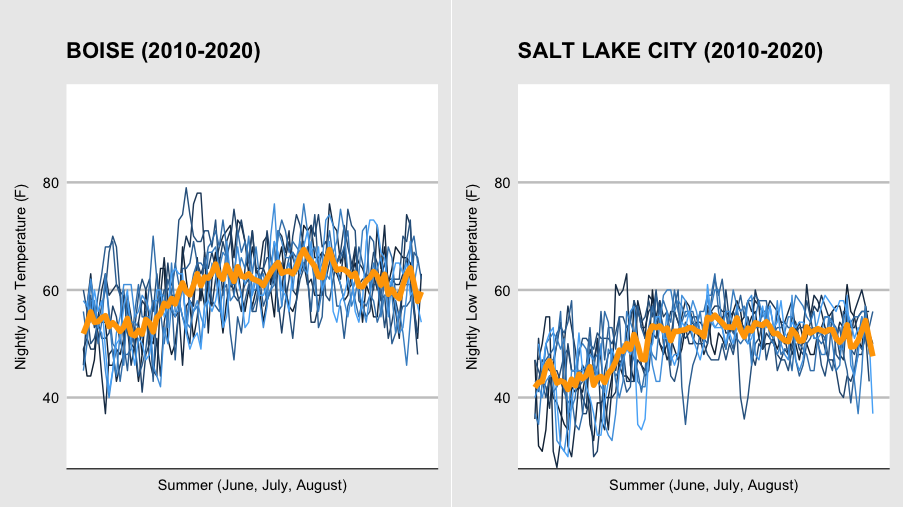 BOISE (2010-2020)
Nightly Low Temperature (F)
80
60
40
Summer (June, July, August)
SALT LAKE CITY (2010-2020)
Nightly Low Temperature (F)
80
60
40
Summer (June, July, August)